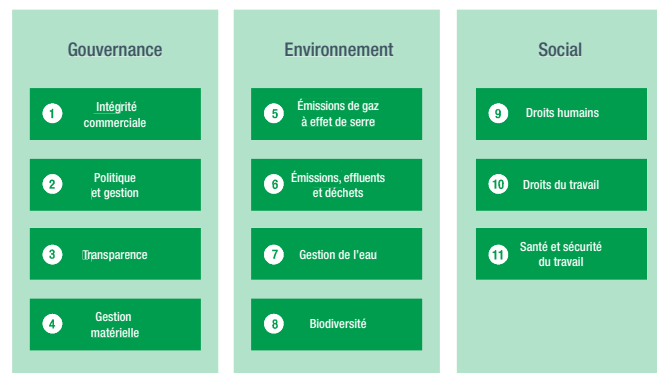 Gouvernance
1
Intégrité
commerciale
2
Politique
et gestion
3
Transparence
4
Gestion
matérielle
Environnement
5
Émissions de gaz
à effet de serre
6
Émissions, effluents
et déchets
7
Gestion de l'eau
8
Biodiversité
Social
9
Droits humains
10
Droits du travail
11
Santé et sécurité
du travail